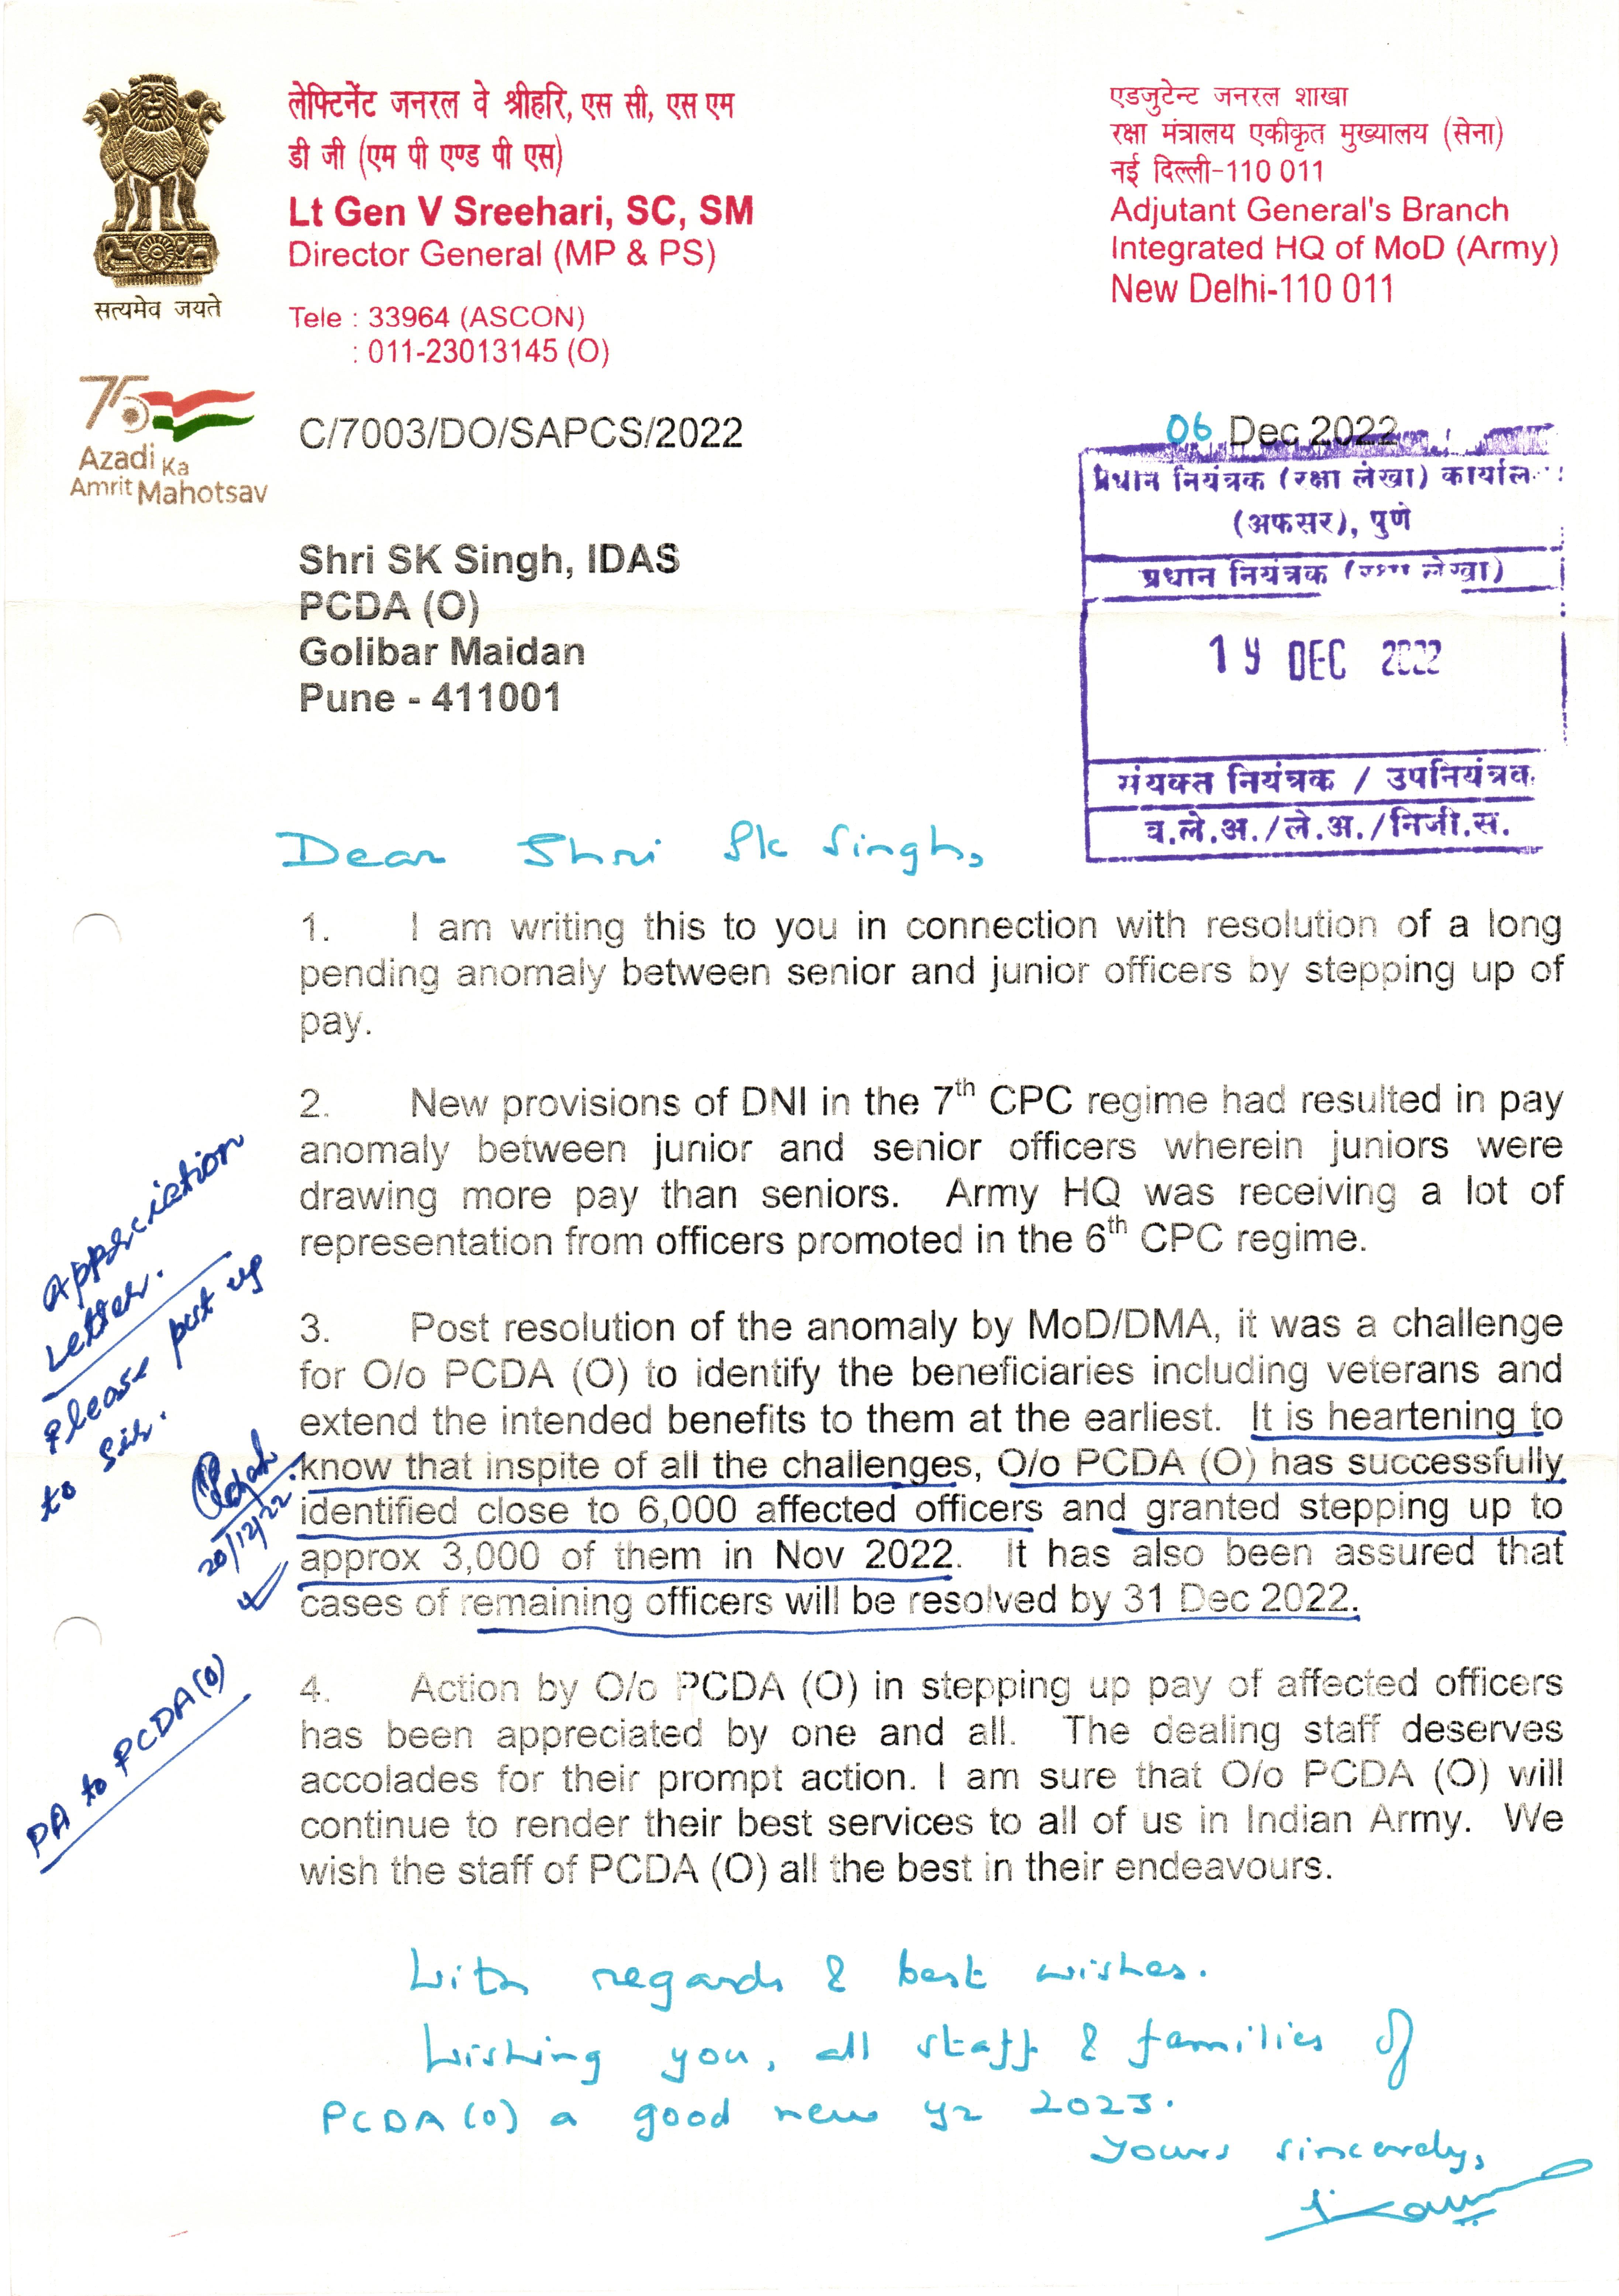 लेफ्टिनेंट जनरल वे श्रीहरि, एस सी, एस एम
डी जी (एम पी एण्ड पी एस)
Lt Gen V Sreehari, SC, SM
Director General (MP & PS)
Tele : 33964 (ASCON)
: 011-23013145 (O)
एडजुटेन्ट जनरल शाखा
रक्षा मंत्रालय एकीकृत मुख्यालय (सेना)
नई दिल्ली-110 011
Adjutant General's Branch
Integrated HQ of MoD (Army)
New Delhi-110 011
सत्यमेव जयते
75
Azadi Ka
Amrit Mahotsav
C/7003/DO/SAPCS/2022
06 Dec 2022
प्रधान नियंत्रक (रक्षा लेखा)
(अफसर), पुणे
प्रधान नियंत्रक
DEC 2022
संयक्त नियंत्रक /
व.ले.अ./ले.अ./निजी.स.
Shri SK Singh, IDAS
PCDA (O)
Golibar Maidan
Pune - 411001
Dear Shri Sk Singh,
1. I am writing this to you in connection with resolution of a long
pending anomaly between senior and junior officers by stepping up of
pay.
2. New provisions of DNI in the 7th CPC regime had resulted in pay
anomaly between junior and senior officers wherein juniors were
drawing more pay than seniors. Army HQ was receiving a lot of
representation from officers promoted in the 6th CPC regime.
3. Post resolution of the anomaly by MoD/DMA, it was a challenge
for O/o PCDA (O) to identify the beneficiaries including veterans and
extend the intended benefits to them at the earliest. It is heartening to
know that inspite of all the challenges, O/o PCDA (O) has successfully
identified close to 6,000 affected officers and granted stepping up to
approx 3,000 of them in Nov 2022. It has also been assured that
cases of remaining officers will be resolved by 31 Dec 2022.
4. Action by O/o PCDA (O) in stepping up pay of affected officers
has been appreciated by one and all. The dealing staff deserves
accolades for their prompt action. I am sure that O/o PCDA (O) will
continue to render their best services to all of us in Indian Army. We
wish the staff of PCDA (O) all the best in their endeavours.
Appreciation
Letter.
Please put up
to Sir.
20/12/22
PA to PCDA(O)
With regards & best wishes.
Wishing you, all staff & families of
PCDA (O) a good new yr 2023.
Yours sincerely,